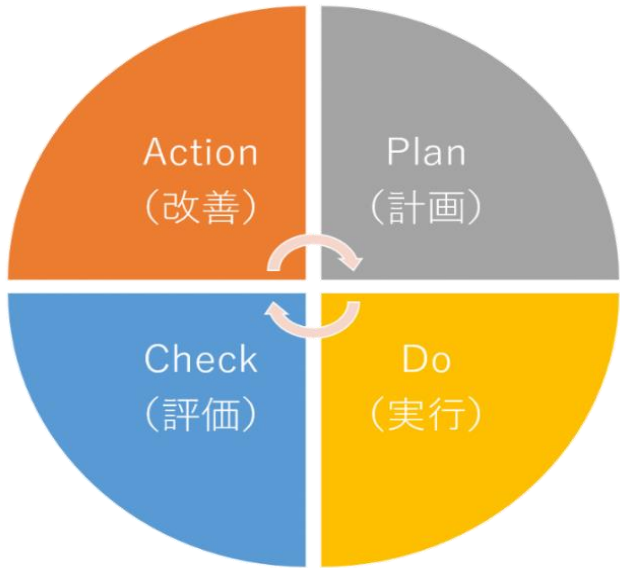 Action
（改善）
Plan
（計画）
Check
（評価）
Do
（実行）